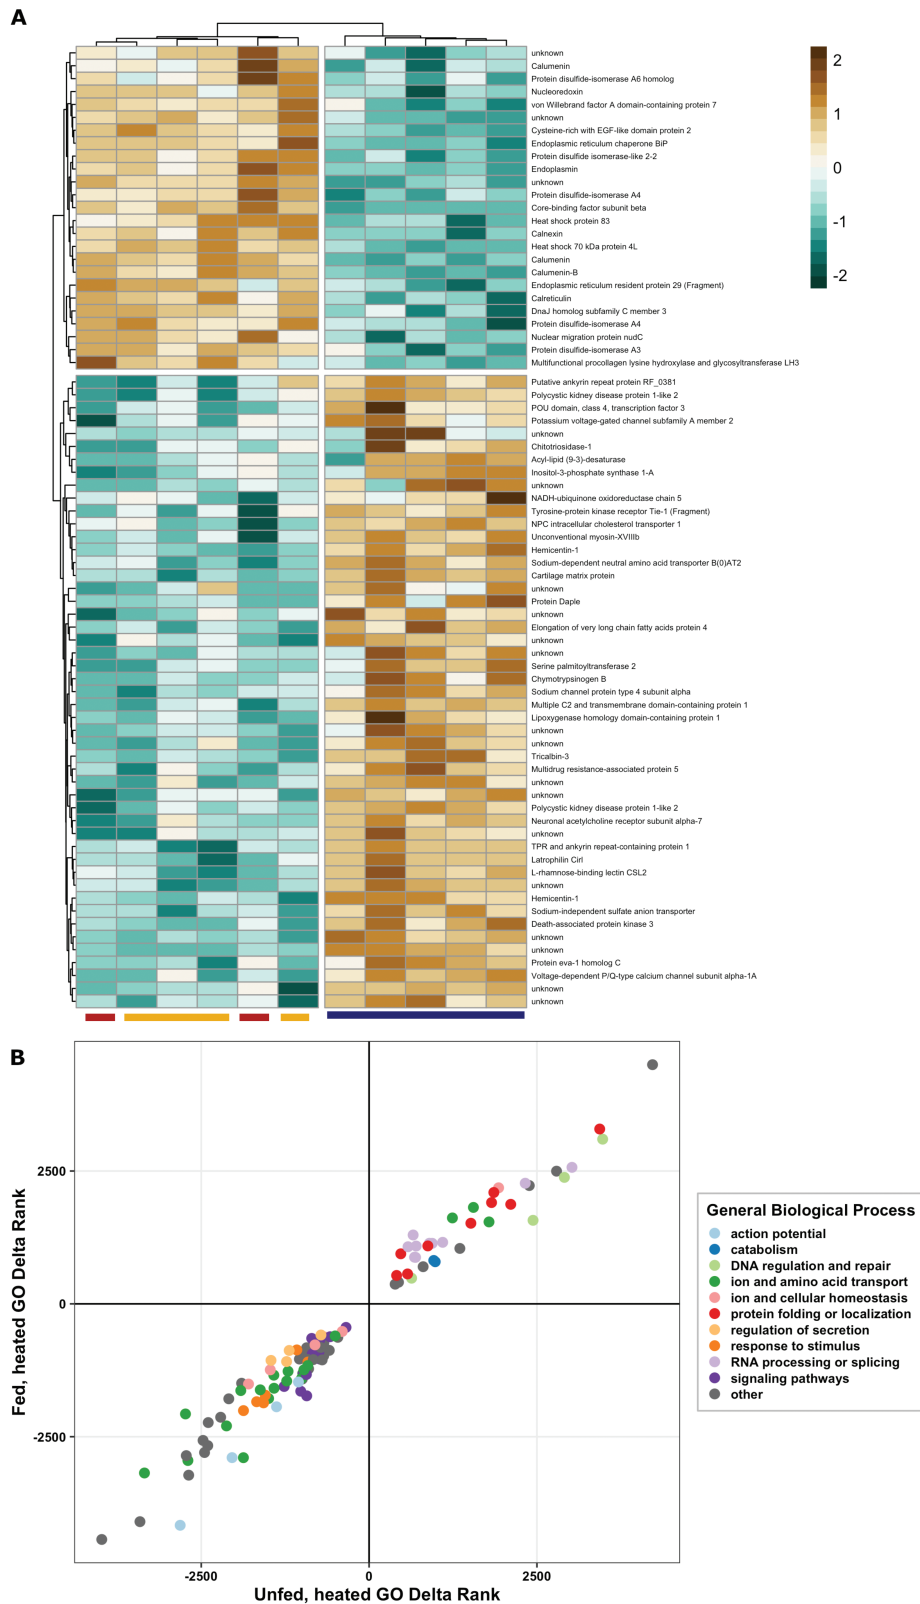 A
unknown
Calumenin
Protein disulfide-isomerase A6 homolog
Nucleoredoxin
von Willebrand factor A domain-containing protein 7
unknown
Cysteine-rich with EGF-like domain protein 2
Endoplasmic reticulum chaperone BiP
Protein disulfide isomerase-like 2-2
Endoplasmin
unknown
Protein disulfide-isomerase A4
Core-binding factor subunit beta
Heat shock protein 83
Calnexin
Heat shock 70 kDa protein 4L
Calumenin
Calumenin-B
Endoplasmic reticulum resident protein 29 (Fragment)
Calreticulin
DnaJ homolog subfamily C member 3
Protein disulfide-isomerase A4
Nuclear migration protein nudC
Protein disulfide-isomerase A3
Multifunctional procollagen lysine hydroxylase and glycosyltransferase LH3
2
1
0
-1
-2
Putative ankyrin repeat protein RF_0381
Polycystic kidney disease protein 1-like 2
POU domain, class 4, transcription factor 3
Potassium voltage-gated channel subfamily A member 2
unknown
Chitotriosidase-1
Acyl-lipid (9-3)-desaturase
Inositol-3-phosphate synthase 1-A
unknown
NADH-ubiquinone oxidoreductase chain 5
Tyrosine-protein kinase receptor Tie-1 (Fragment)
NPC intracellular cholesterol transporter 1
Unconventional myosin-XVIIIb
Hemicentin-1
Sodium-dependent neutral amino acid transporter B(0)AT2
Cartilage matrix protein
unknown
Protein Daple
unknown
Elongation of very long chain fatty acids protein 4
unknown
unknown
Serine palmitoyltransferase 2
Chymotrypsinogen B
Sodium channel protein type 4 subunit alpha
Multiple C2 and transmembrane domain-containing protein 1
Lipoxygenase homology domain-containing protein 1
unknown
unknown
Tricalbin-3
Multidrug resistance-associated protein 5
unknown
unknown
Polycystic kidney disease protein 1-like 2
Neuronal acetylcholine receptor subunit alpha-7
unknown
TPR and ankyrin repeat-containing protein 1
Latrophilin Cirl
L-rhamnose-binding lectin CSL2
unknown
Hemicentin-1
Sodium-independent sulfate anion transporter
Death-associated protein kinase 3
unknown
unknown
Protein eva-1 homolog C
Voltage-dependent P/Q-type calcium channel subunit alpha-1A
unknown
unknown
B
Fed, heated GO Delta Rank
2500
0
-2500
-2500
0
2500
Unfed, heated GO Delta Rank
General Biological Process
action potential
catabolism
DNA regulation and repair
ion and amino acid transport
ion and cellular homeostasis
protein folding or localization
regulation of secretion
response to stimulus
RNA processing or splicing
signaling pathways
other